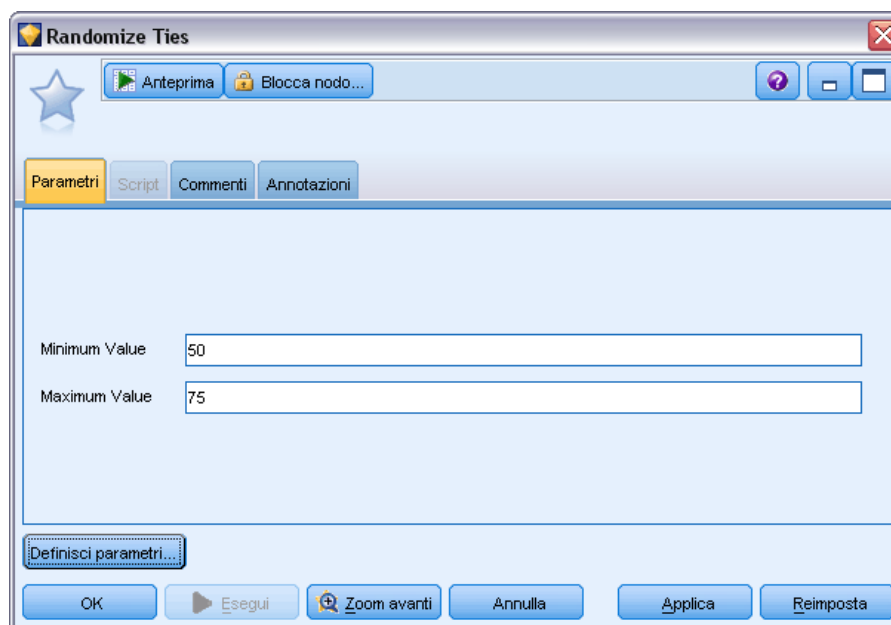 Randomize Ties
Anteprima Blocca nodo...
Parametri Script Commenti Annotazioni
Minimum Value 50
Maximum Value 75
Definisci parametri...
OK Esegui Zoom avanti Annulla Applica Reimposta